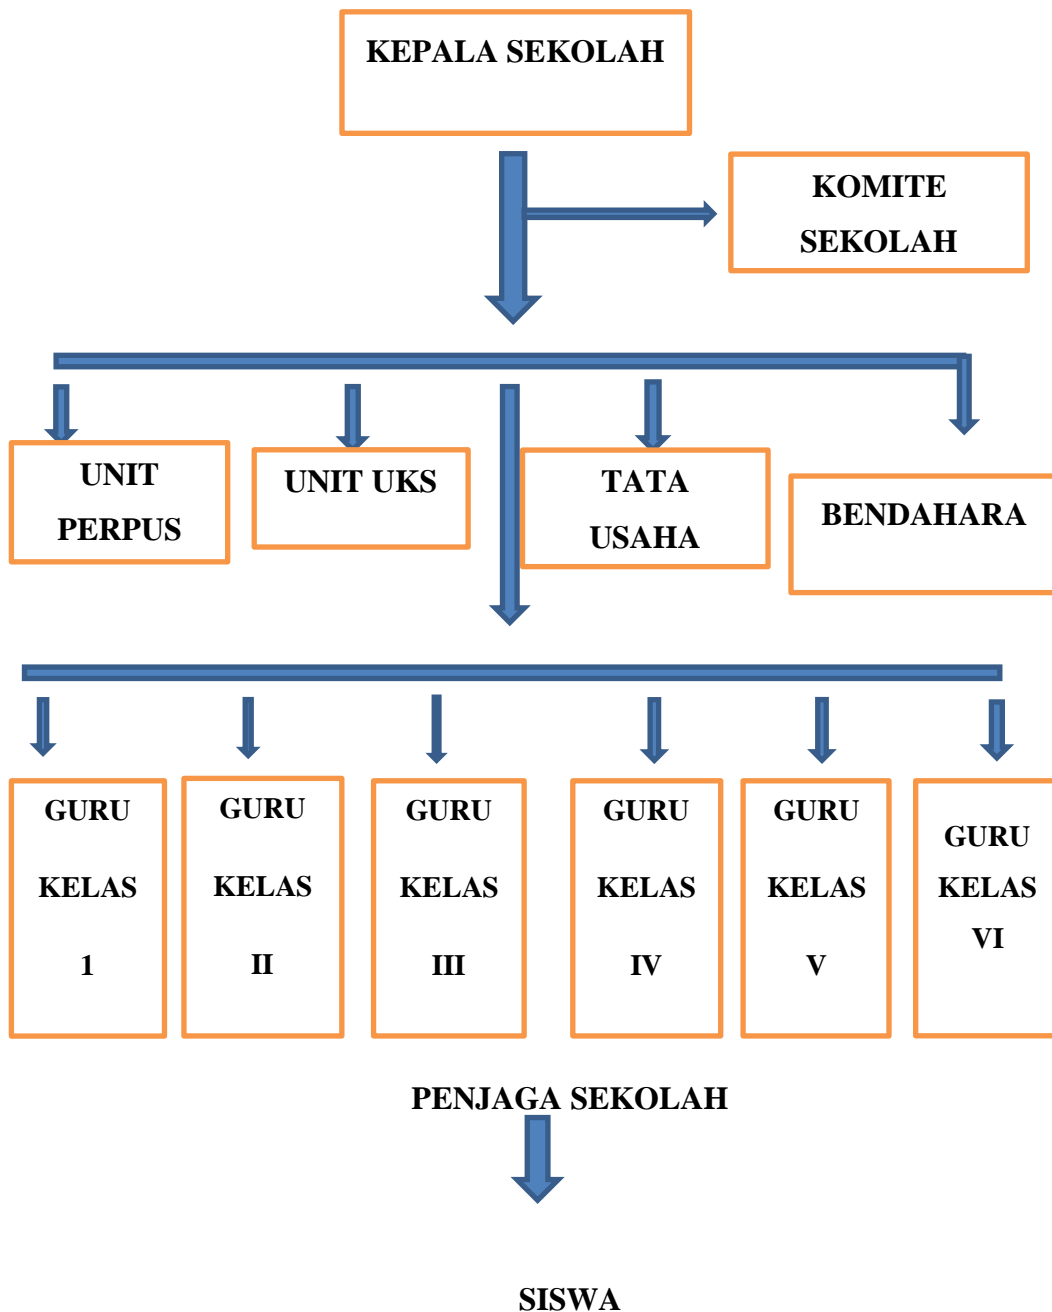 KEPALA SEKOLAH
KOMITE
SEKOLAH
UNIT
PERPUS
UNIT UKS
TATA
USAHA
BENDAHARA
GURU
KELAS
1
GURU
KELAS
II
GURU
KELAS
III
GURU
KELAS
IV
GURU
KELAS
V
GURU
KELAS
VI
PENJAGA SEKOLAH
SISWA